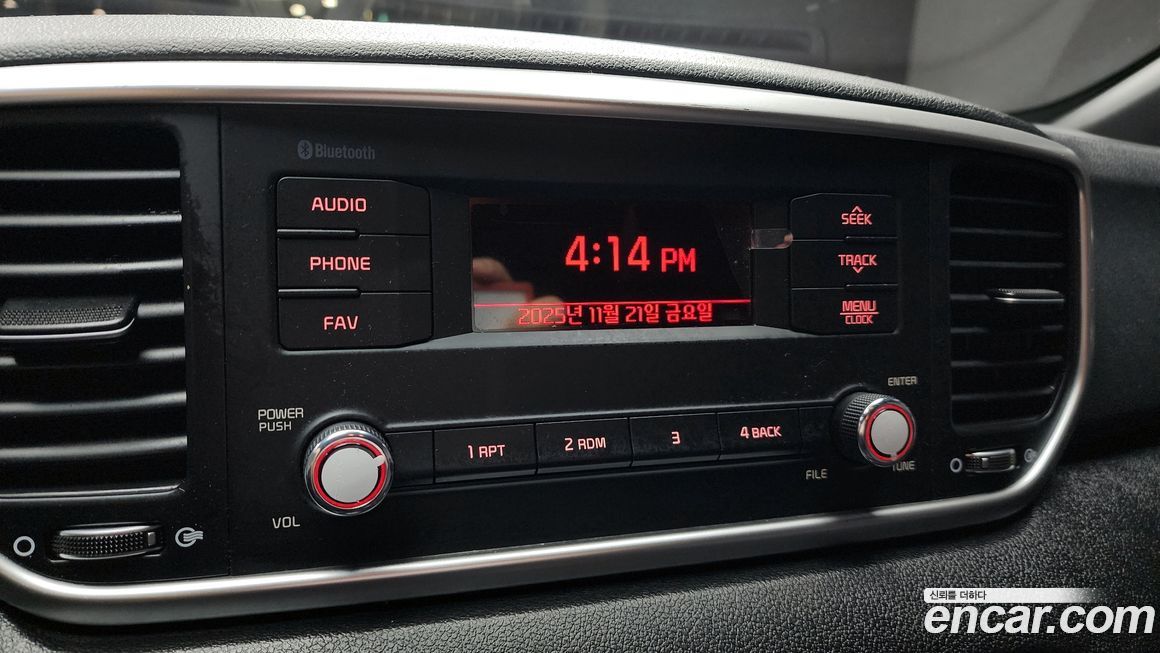 Bluetooth
AUDIO
SEEK
4:14 PM
PHONE
TRACK
FAV
MENU
CLOCK
2025년 11월 21일 금요일
POWER
PUSH
ENTER
1 RPT
2 RDM
3
4 BACK
VOL
FILE
TUNE
신뢰를 더하다
encar.com